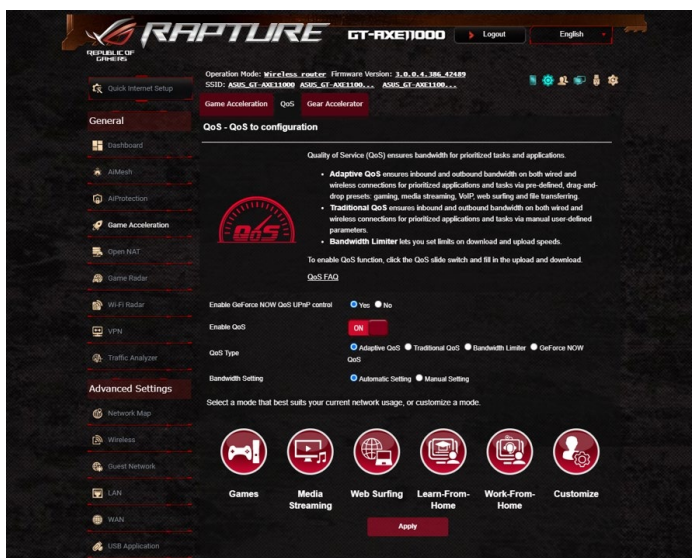 RAPTURE
GT-AXE11000
Logout
English
REPUBLIC OF
GAMERS
Quick Internet Setup
Operation Mode: Wireless router Firmware Version: 3.0.0.4.386_42489
SSID: ASUS_GT-AXE11000 ASUS_GT-AXE1100... ASUS_GT-AXE1100...
Game Acceleration QoS Gear Accelerator
General
Dashboard
AiMesh
AiProtection
Game Acceleration
Open NAT
Game Radar
Wi-Fi Radar
VPN
Traffic Analyzer
Advanced Settings
Network Map
Wireless
Guest Network
LAN
WAN
USB Application
QoS - QoS to configuration
Quality of Service (QoS) ensures bandwidth for prioritized tasks and applications.
• Adaptive QoS ensures inbound and outbound bandwidth on both wired and
wireless connections for prioritized applications and tasks via pre-defined, drag-and-
drop presets: gaming, media streaming, VoIP, web surfing and file transferring.
• Traditional QoS ensures inbound and outbound bandwidth on both wired and
wireless connections for prioritized applications and tasks via manual user-defined
parameters.
• Bandwidth Limiter lets you set limits on download and upload speeds.
QoS
To enable QoS function, click the QoS slide switch and fill in the upload and download.
QoS FAQ
Enable GeForce NOW QoS UPnP control Yes No
Enable QoS ON
QoS Type Adaptive QoS Traditional QoS Bandwidth Limiter GeForce NOW
QoS
Bandwidth Setting Automatic Setting Manual Setting
Select a mode that best suits your current network usage, or customize a mode.
Games
Media
Streaming
Web Surfing
Learn-From-
Home
Work-From-
Home
Customize
Apply